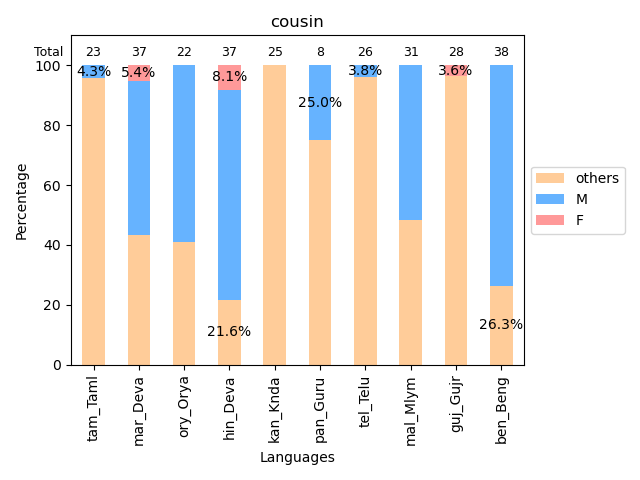 cousin
Total 23 37 22 37 25 8 26 31 28 38
100 4.3% 5.4% 8.1% 25.0% 3.8% 3.6%
80
60
40
20 21.6% 26.3%
0
Percentage
tam_Taml mar_Deva ory_Orya hin_Deva kan_Knda pan_Guru tel_Telu mal_Mlym guj_Gujr ben_Beng
Languages
others
M
F